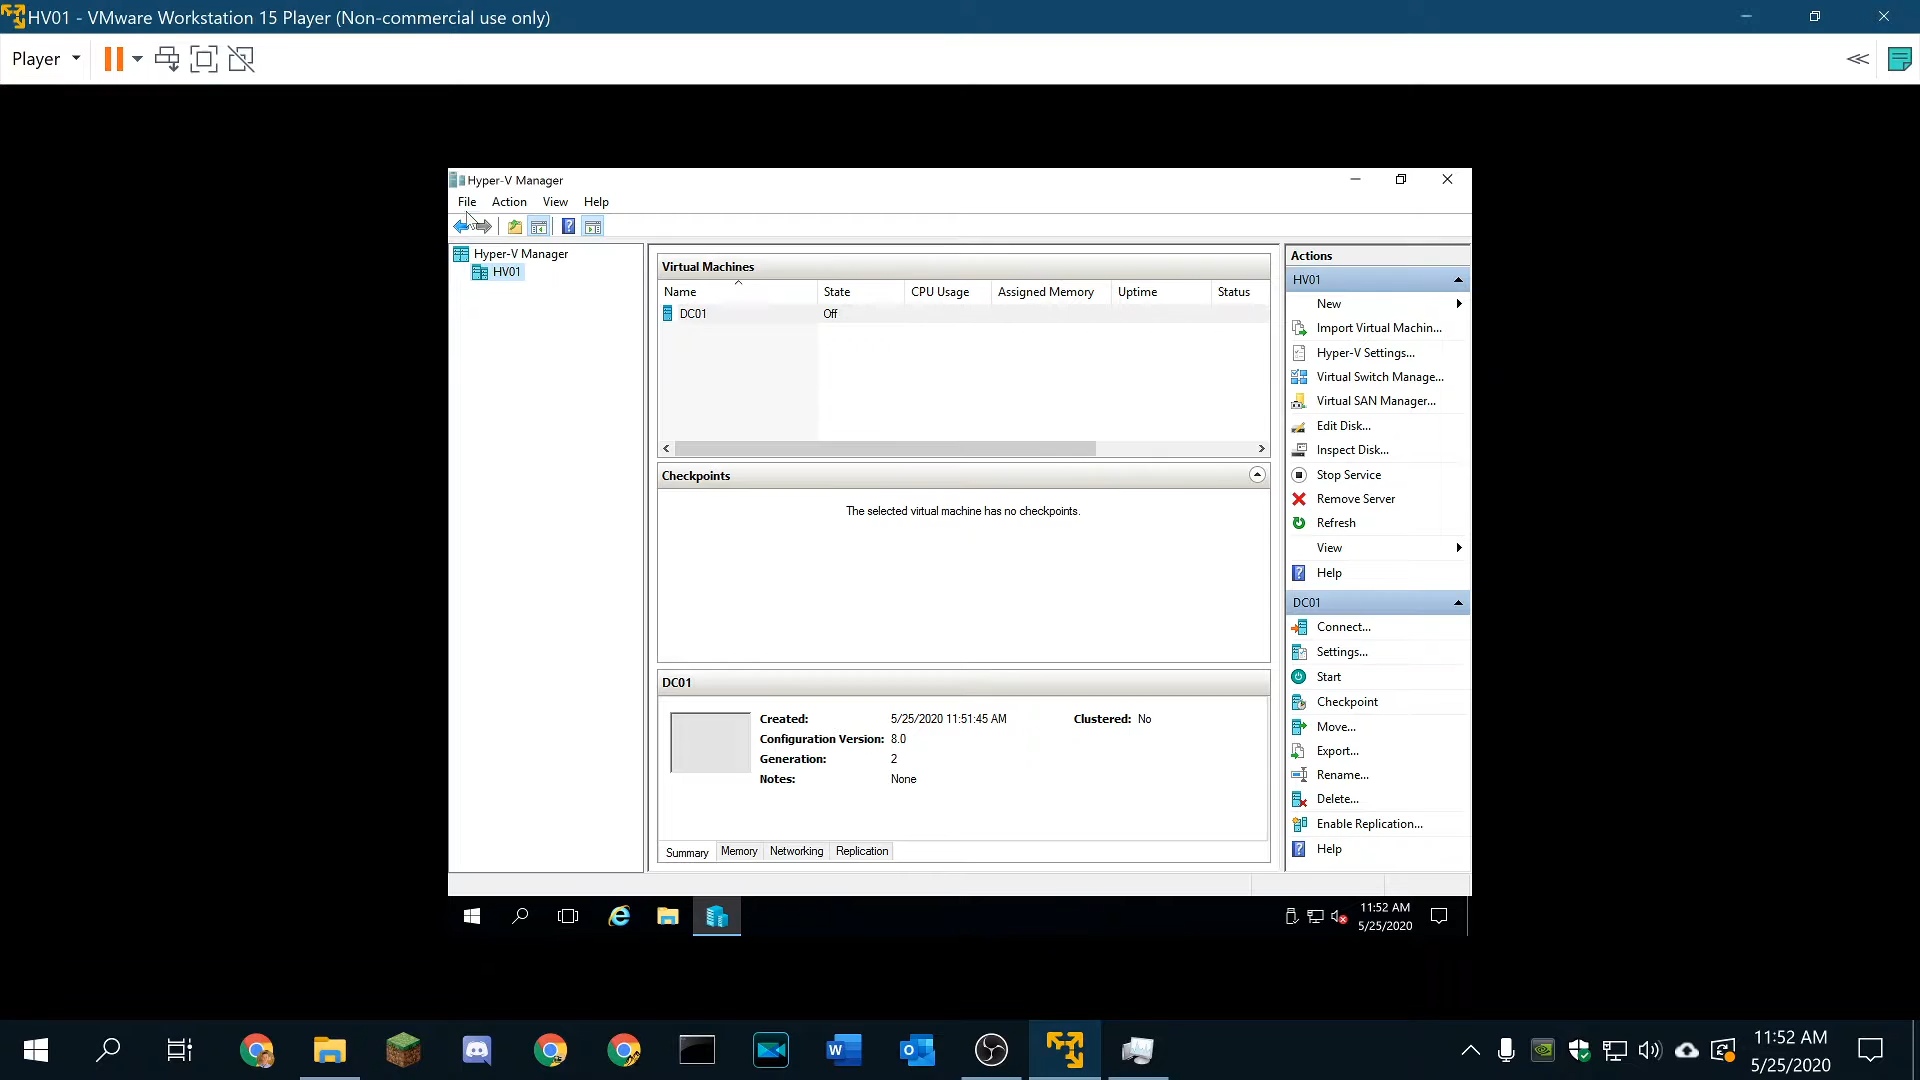 HV01 - VMware Workstation 15 Player (Non-commercial use only)
Player
Hyper-V Manager
File Action View Help
Hyper-V Manager
HV01
Virtual Machines
Name State CPU Usage Assigned Memory Uptime Status
DC01 Off
Checkpoints
The selected virtual machine has no checkpoints.
DC01
Created: 5/25/2020 11:51:45 AM Clustered: No
Configuration Version: 8.0
Generation: 2
Notes: None
Summary Memory Networking Replication
Actions
HV01
New
Import Virtual Machin...
Hyper-V Settings...
Virtual Switch Manage...
Virtual SAN Manager...
Edit Disk...
Inspect Disk...
Stop Service
Remove Server
Refresh
View
Help
DC01
Connect...
Settings...
Start
Checkpoint
Move...
Export...
Rename...
Delete...
Enable Replication...
Help
11:52 AM
5/25/2020
11:52 AM
5/25/2020